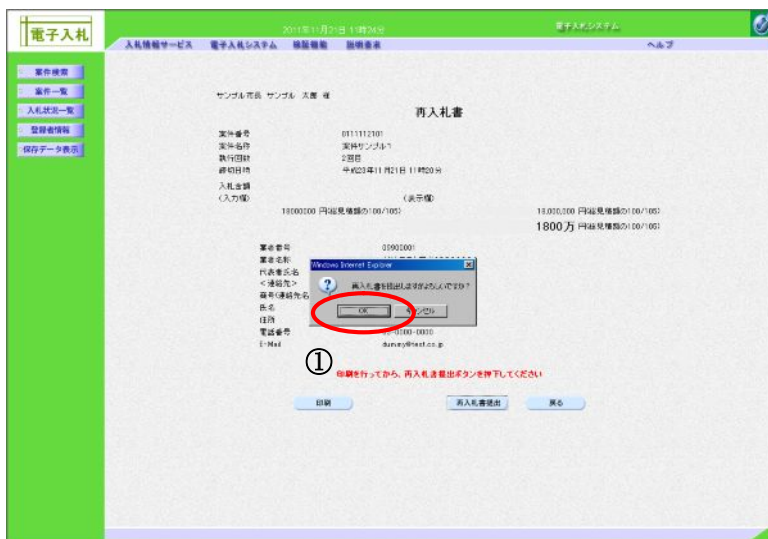 電子入札
2011年11月21日 11時24分
電子入札システム
入札情報サービス 電子入札システム 検証機能 説明要求
ヘルプ
案件検索
案件一覧
入札状況一覧
登録者情報
保存データ表示
サンプル市長 サンプル 太郎 様
再入札書
案件番号 0111112101
案件名称 案件サンプル1
執行回数 2回目
締切日時 平成23年11月21日 11時20分
入札金額
(入力欄) (表示欄)
18000000 円(総見積額の100/105) 18,000,000 円(総見積額の100/105)
1800万 円(総見積額の100/105)
業者番号 09900001
業者名称
代表者氏名
<連絡先>
商号(連絡先名
氏名
住所
電話番号
E-Mail dummy@test.co.jp
Windows Internet Explorer
再入札書を提出しますがよろしいですか?
OK キャンセル
①
印刷を行ってから、再入札書提出ボタンを押下してください
印刷 再入札書提出 戻る